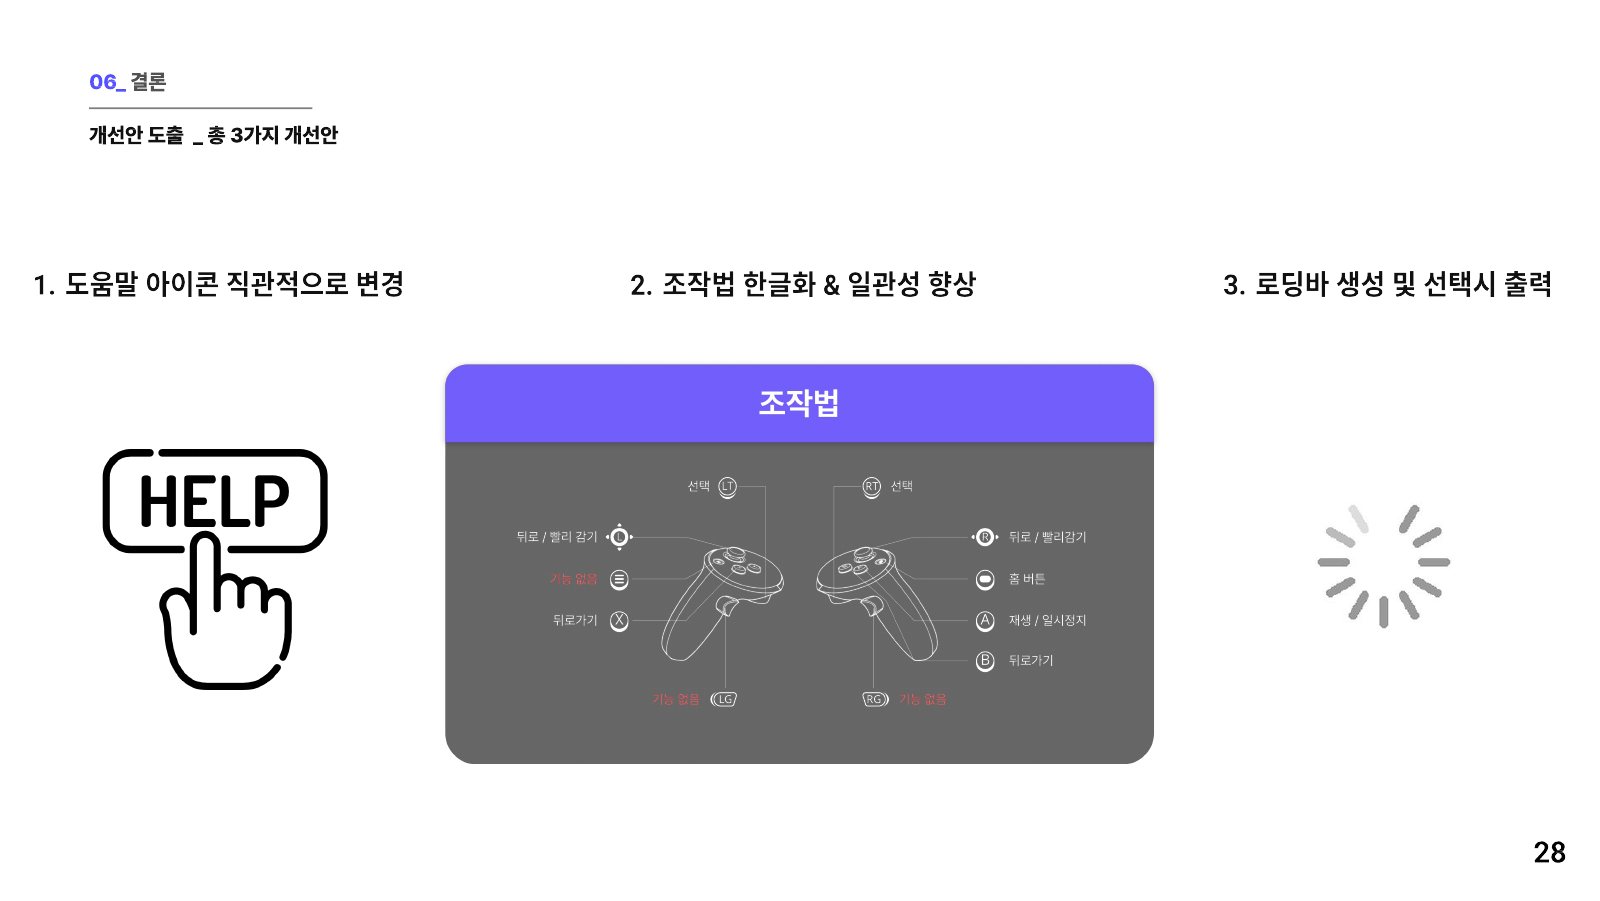 06_ 결론
개선안 도출 _ 총 3가지 개선안
1. 도움말 아이콘 직관적으로 변경
HELP
2. 조작법 한글화 & 일관성 향상
조작법
선택 LT
RT 선택
뒤로 / 빨리 감기 L
R 뒤로 / 빨리감기
기능 없음
홈 버튼
뒤로가기 X
A 재생 / 일시정지
B 뒤로가기
기능 없음 LG
RG 기능 없음
3. 로딩바 생성 및 선택시 출력
28